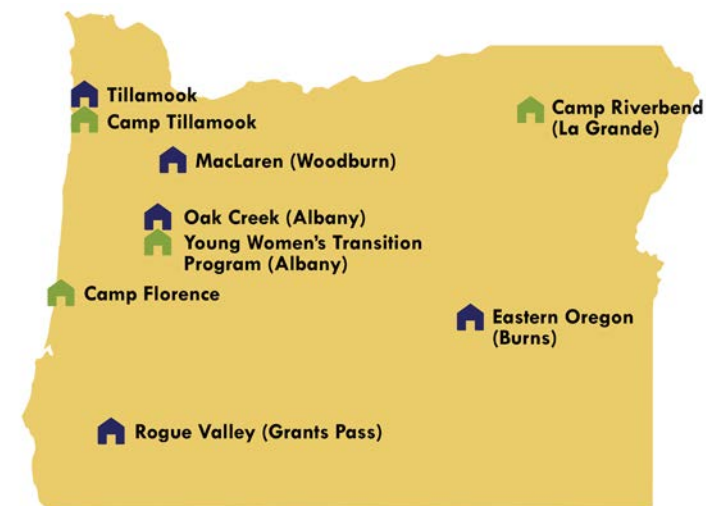 Tillamook
Camp Tillamook
Camp Riverbend
(La Grande)
MacLaren (Woodburn)
Oak Creek (Albany)
Young Women's Transition
Program (Albany)
Camp Florence
Eastern Oregon
(Burns)
Rogue Valley (Grants Pass)